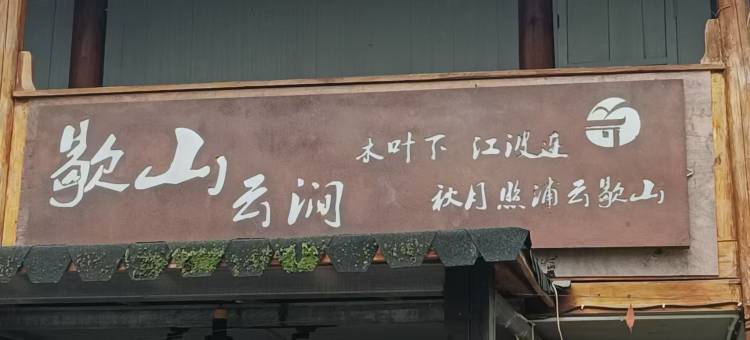 歇山云涧
木叶下 江波连
秋月照浦云歇山